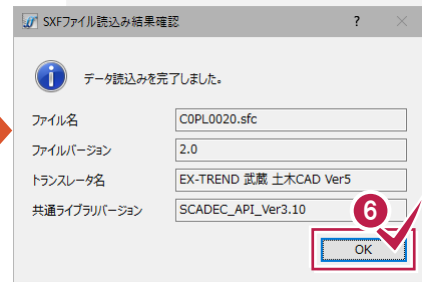 SXFファイル読込み結果確認 ? ×
データ読込みを完了しました。
ファイル名 C0PL0020.sfc
ファイルバージョン 2.0
トランスレータ名 EX-TREND 武蔵 土木CAD Ver5
共通ライブラリバージョン SCADEC_API_Ver3.10
6
OK